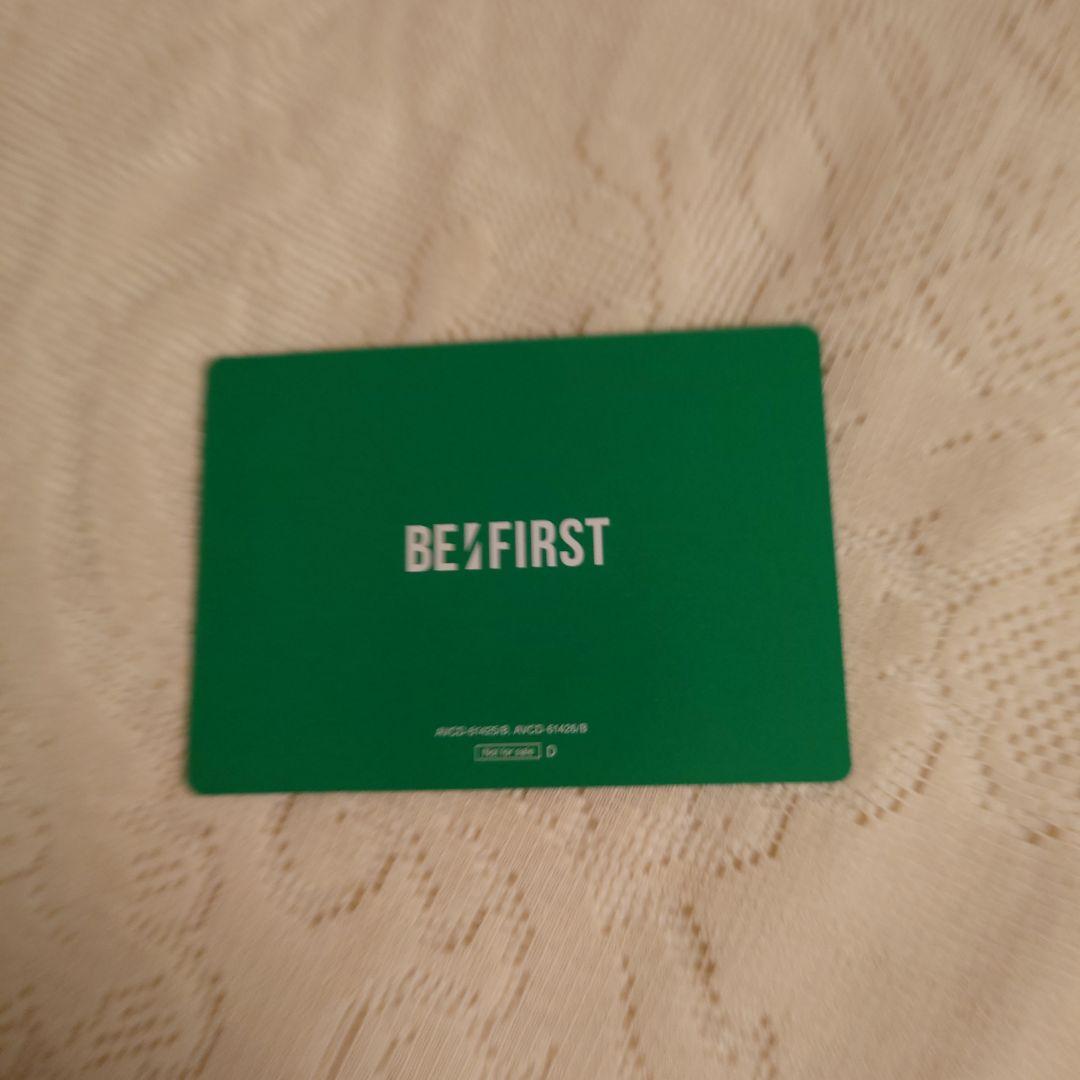 BE:FIRST
AVCD-61425/B, AVCD-61426/B
Not for sale D